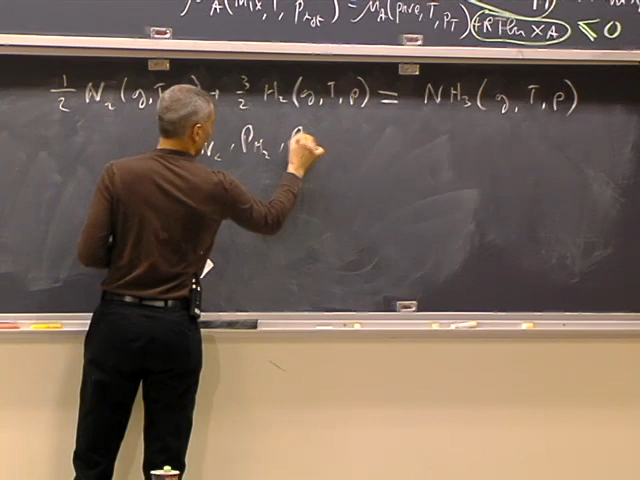 μ_A(mix, T, P_tot) = μ_A(pure, T, P_T) + RT ln X_A ≤ 0
1/2 N₂(g, T + 3/2 H₂(g, T, p) = NH₃(g, T, p)
N₂, P_H₂, P